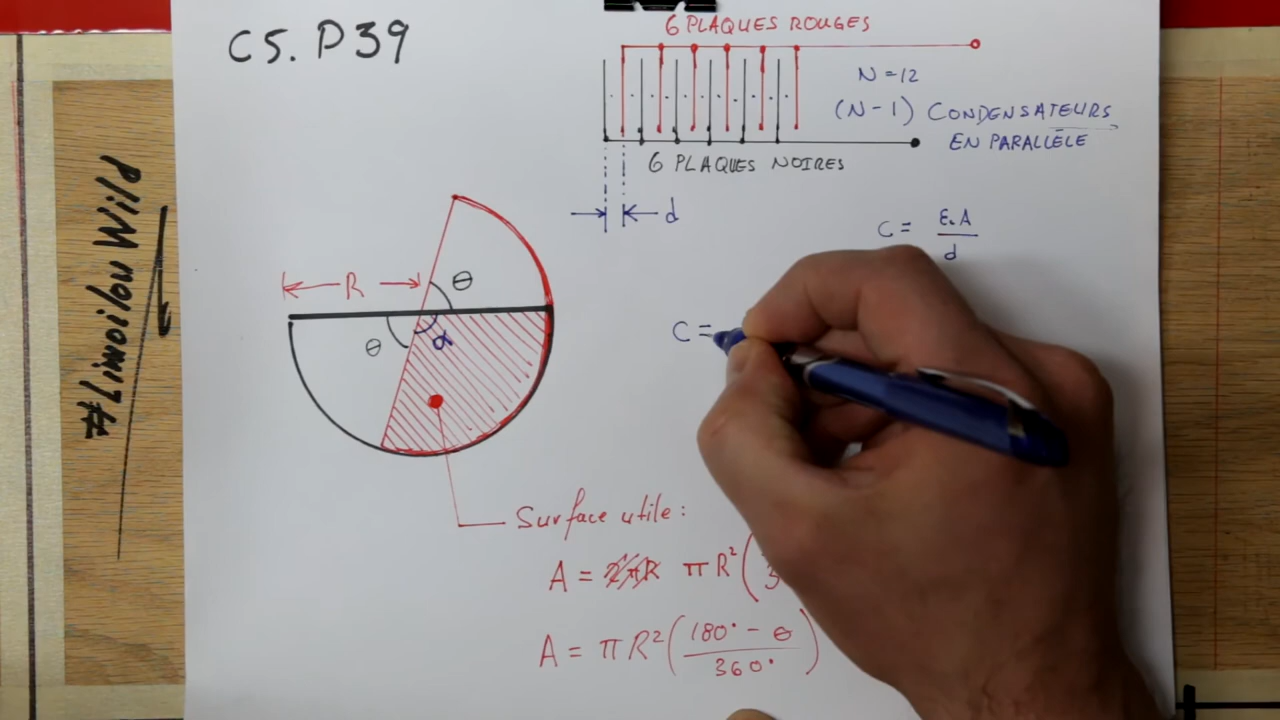 C5. P39
6 PLAQUES ROUGES
N = 12
(N-1) CONDENSATEURS
EN PARALLÈLE
6 PLAQUES NOIRES
d
C = ε₀A
d
R θ
θ α
C =
Surface utile :
A = πR² (
A = πR² (180° - θ)
360°
#Limoilou Wild